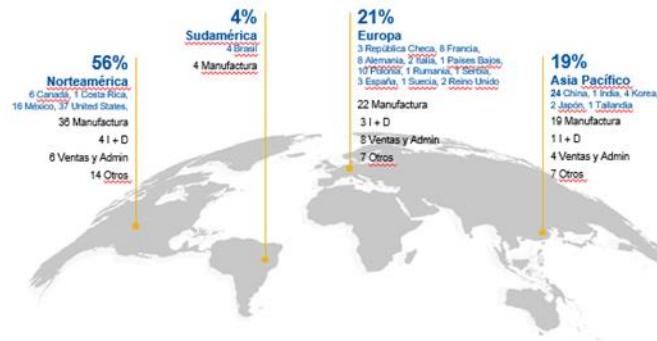 56%
Norteamérica
6 Canadá, 1 Costa Rica,
16 México, 37 United States,
36 Manufactura
4 I + D
6 Ventas y Admin
14 Otros
4%
Sudamérica
4 Brasil
4 Manufactura
21%
Europa
3 República Checa, 8 Francia,
8 Alemania, 2 Italia, 1 Países Bajos,
10 Polonia, 1 Rumania, 1 Serbia,
3 España, 1 Suecia, 2 Reino Unido
22 Manufactura
3 I + D
8 Ventas y Admin
7 Otros
19%
Asia Pacífico
24 China, 1 India, 4 Korea,
2 Japón, 1 Tailandia
19 Manufactura
1 I + D
4 Ventas y Admin
7 Otros